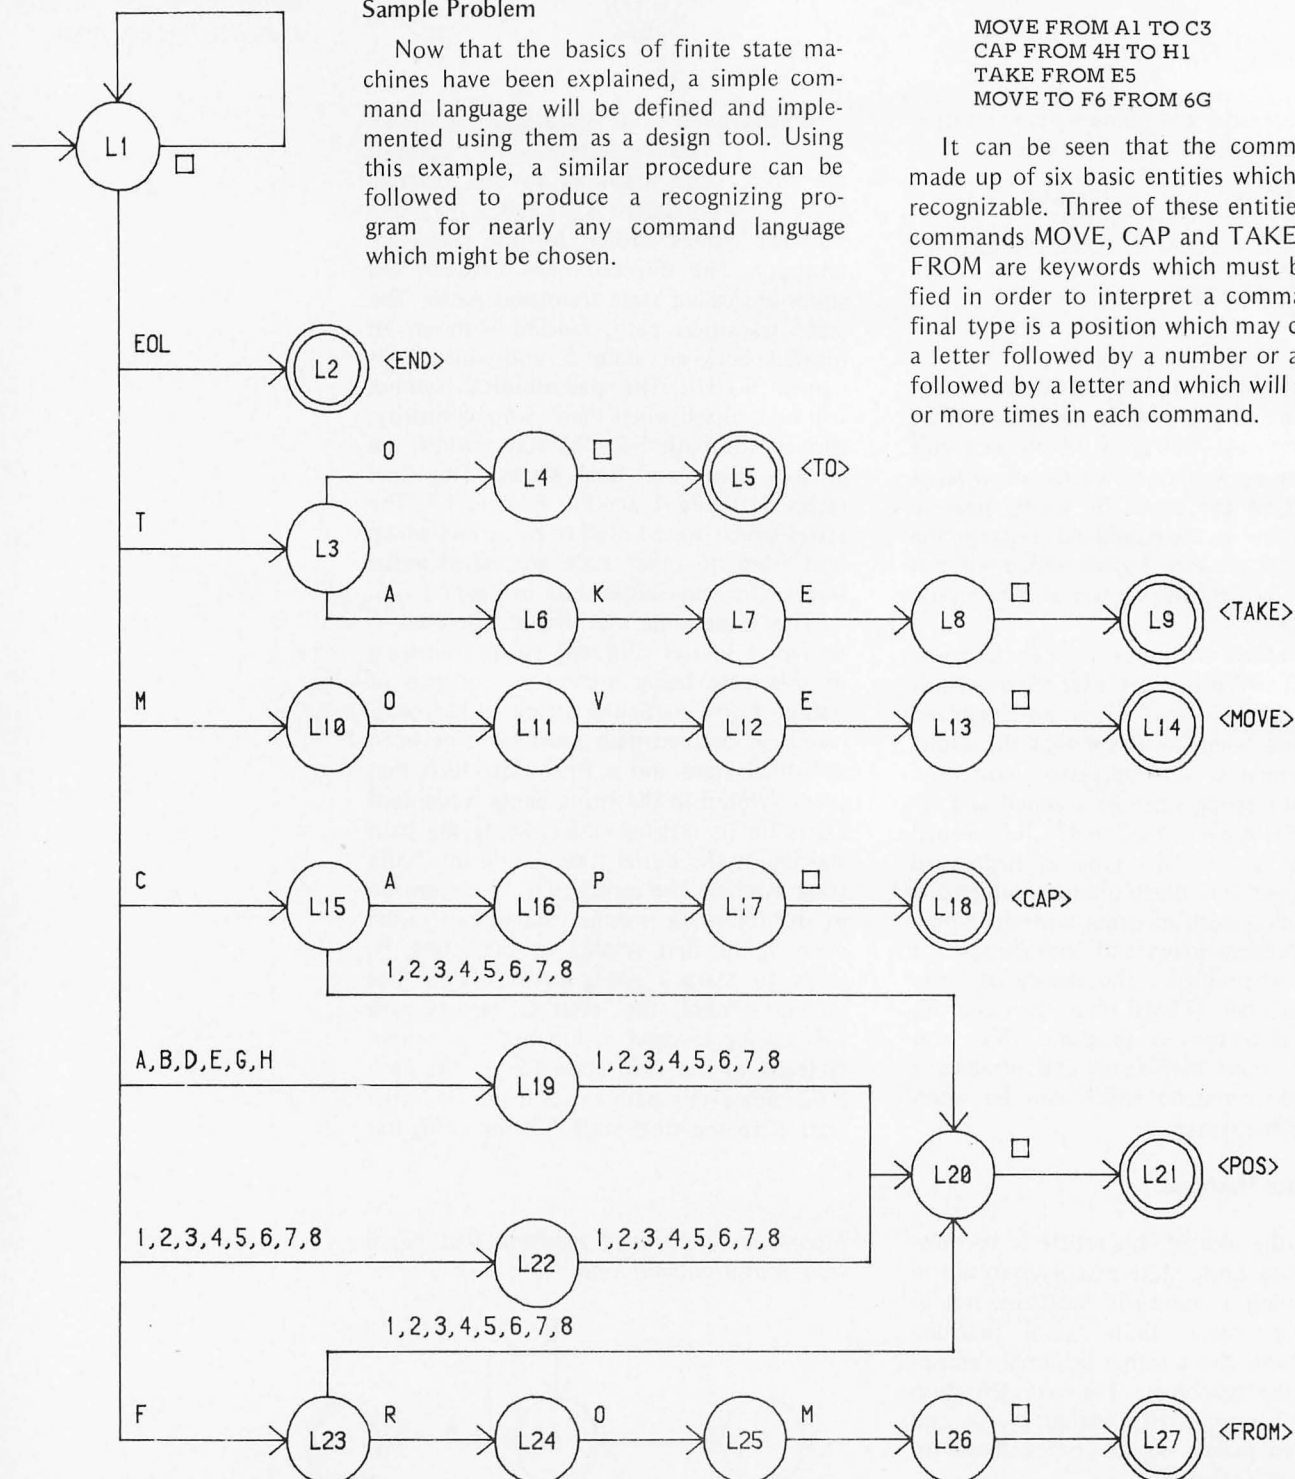 Sample Problem
Now that the basics of finite state ma-
chines have been explained, a simple com-
mand language will be defined and imple-
mented using them as a design tool. Using
this example, a similar procedure can be
followed to produce a recognizing pro-
gram for nearly any command language
which might be chosen.
MOVE FROM A1 TO C3
CAP FROM 4H TO H1
TAKE FROM E5
MOVE TO F6 FROM 6G
It can be seen that the comm
made up of six basic entities which
recognizable. Three of these entitie
commands MOVE, CAP and TAKE
FROM are keywords which must b
fied in order to interpret a comma
final type is a position which may c
a letter followed by a number or a
followed by a letter and which will
or more times in each command.
L1 □
EOL L2 <END>
O L4 □ L5 <TO>
T L3
A L6 K L7 E L8 □ L9 <TAKE>
M L10 O L11 V L12 E L13 □ L14 <MOVE>
C L15 A L16 P L17 □ L18 <CAP>
1,2,3,4,5,6,7,8
A,B,D,E,G,H L19 1,2,3,4,5,6,7,8
L20 □ L21 <POS>
1,2,3,4,5,6,7,8 L22 1,2,3,4,5,6,7,8
1,2,3,4,5,6,7,8
F L23 R L24 O L25 M L26 □ L27 <FROM>